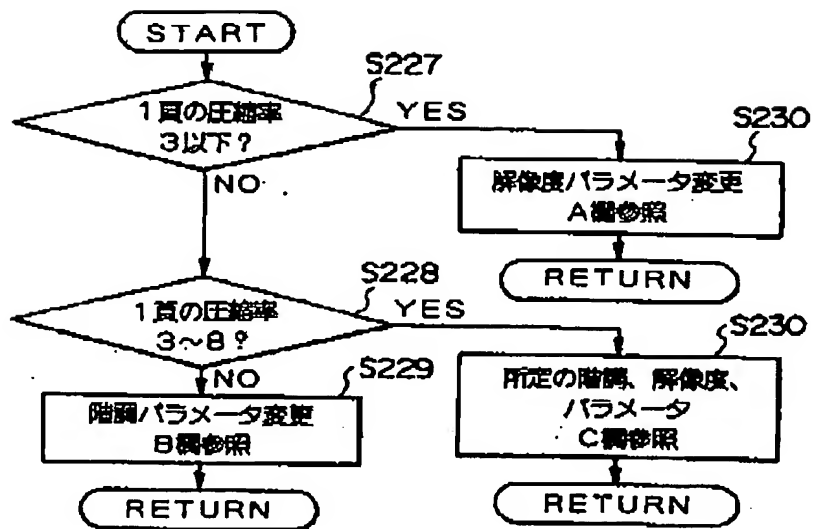 START
S227
1頁の圧縮率
3以下?
YES
NO
S230
解像度パラメータ変更
A欄参照
RETURN
S228
1頁の圧縮率
3〜8?
YES
NO
S229
階調パラメータ変更
B欄参照
RETURN
S230
所定の階調、解像度、
パラメータ
C欄参照
RETURN